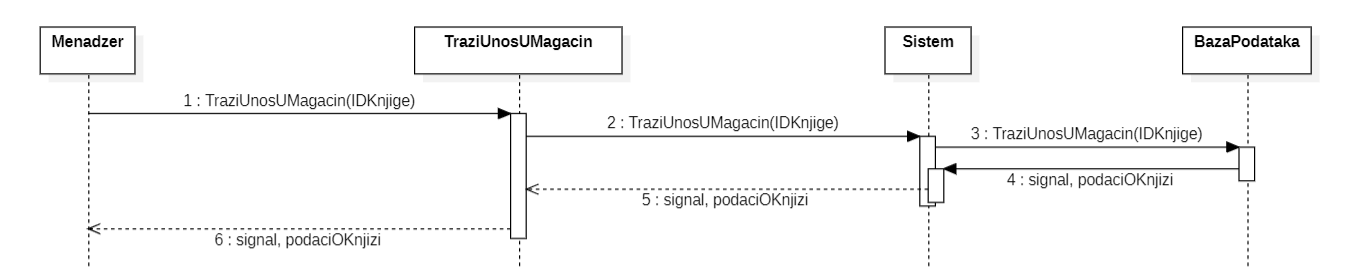 Menadzer
TraziUnosUMagacin
Sistem
BazaPodataka
1 : TraziUnosUMagacin(IDKnjige)
2 : TraziUnosUMagacin(IDKnjige)
3 : TraziUnosUMagacin(IDKnjige)
4 : signal, podaciOKnjizi
5 : signal, podaciOKnjizi
6 : signal, podaciOKnjizi